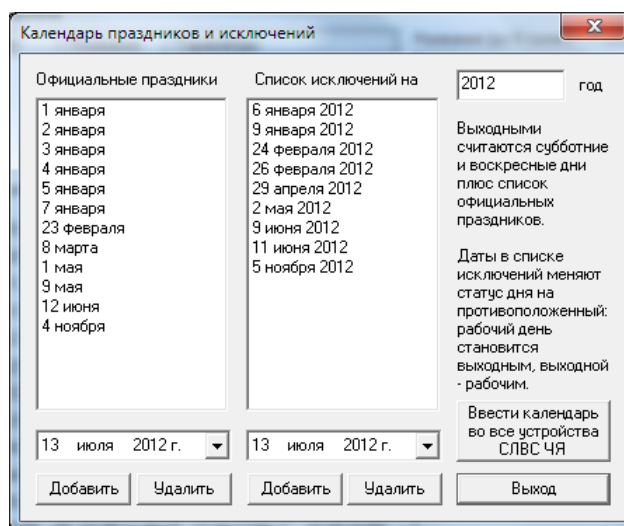 Календарь праздников и исключений
Официальные праздники
1 января
2 января
3 января
4 января
5 января
7 января
23 февраля
8 марта
1 мая
9 мая
12 июня
4 ноября
13 июля 2012 г.
Добавить
Удалить
Список исключений на
6 января 2012
9 января 2012
24 февраля 2012
26 февраля 2012
29 апреля 2012
2 мая 2012
9 июня 2012
11 июня 2012
5 ноября 2012
13 июля 2012 г.
Добавить
Удалить
2012 год
Выходными
считаются субботние
и воскресные дни
плюс список
официальных
праздников.
Даты в списке
исключений меняют
статус дня на
противоположенный:
рабочий день
становится
выходным, выходной
- рабочим.
Ввести календарь
во все устройства
СЛВС ЧЯ
Выход